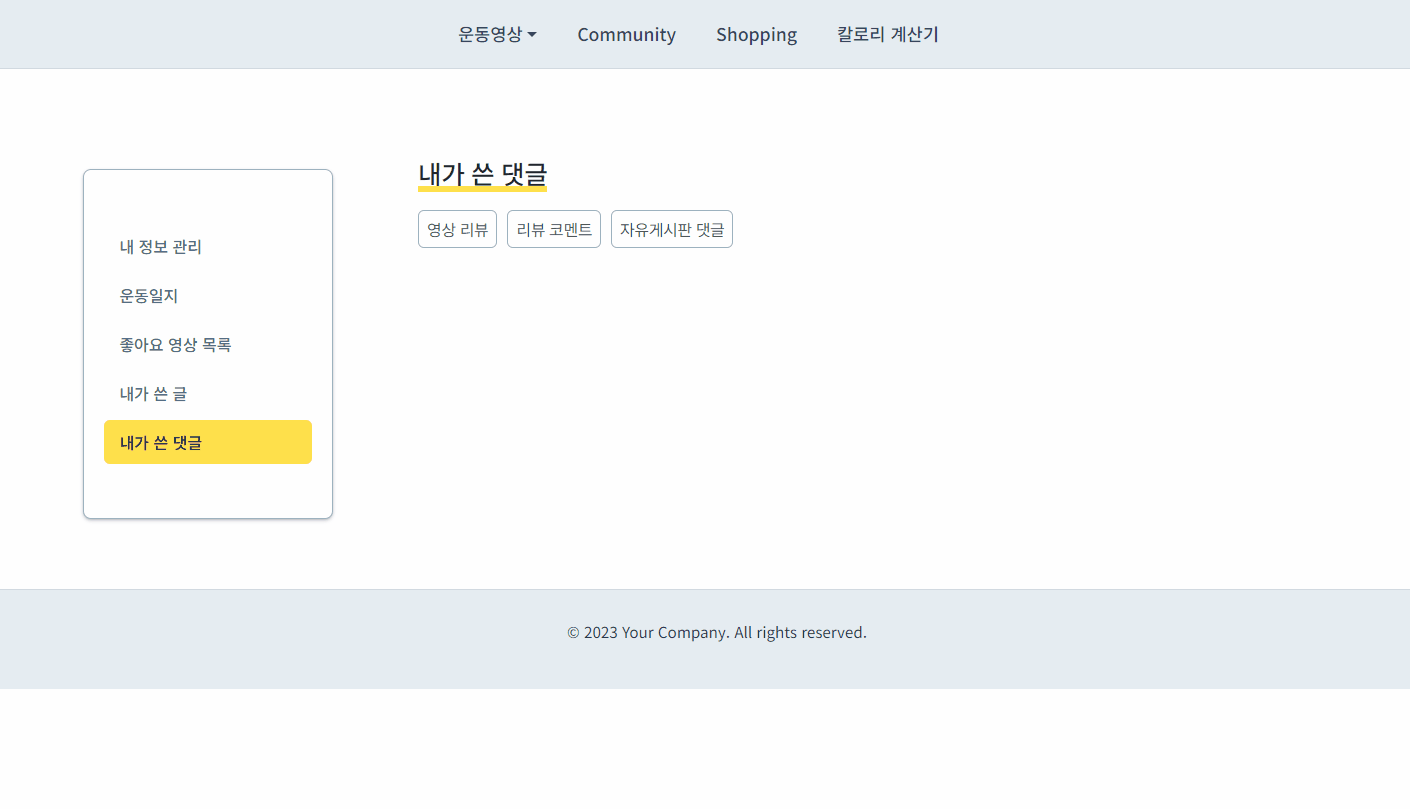 운동영상 Community Shopping 칼로리 계산기
내 정보 관리
운동일지
좋아요 영상 목록
내가 쓴 글
내가 쓴 댓글
내가 쓴 댓글
영상 리뷰 리뷰 코멘트 자유게시판 댓글
© 2023 Your Company. All rights reserved.